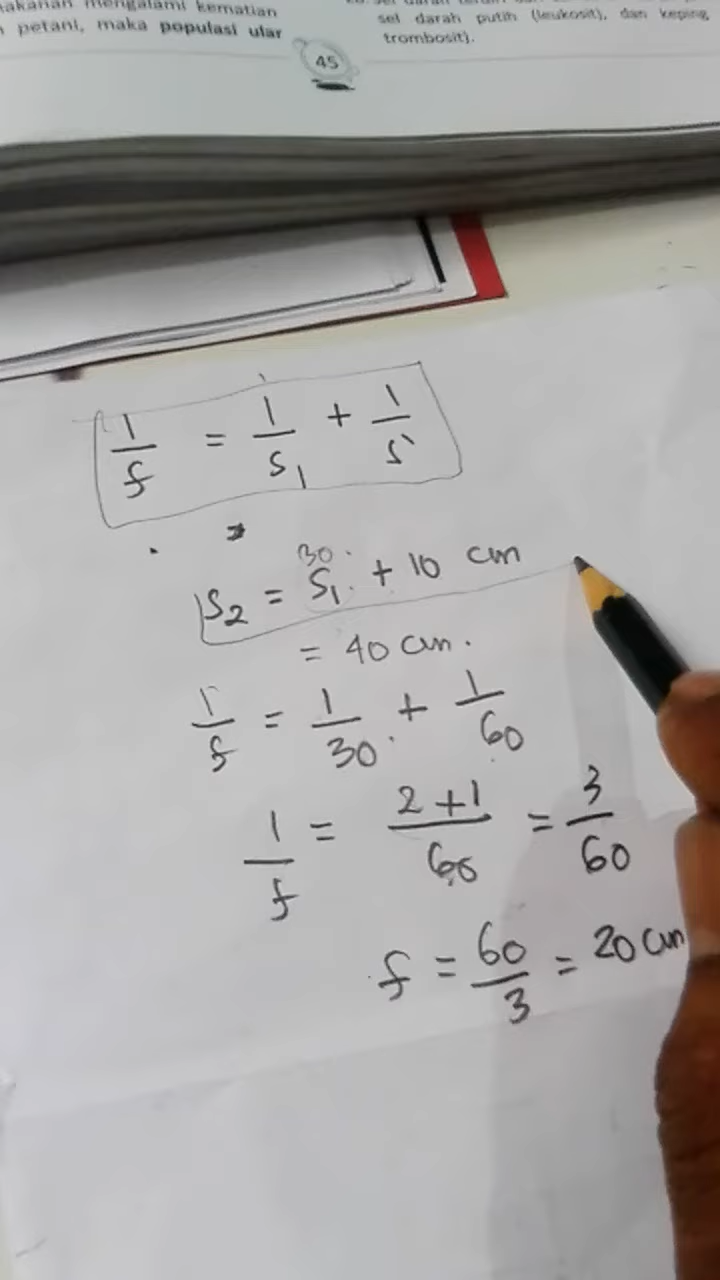 makanan mengalami kematian
petani, maka populasi ular
sel darah putih (leukosit), dan keping
trombosit).
45
1/f = 1/s₁ + 1/s'
30
S₂ = S₁ + 10 cm
= 40 cm.
1/f = 1/30 + 1/60
1/f = 2+1/60 = 3/60
f = 60/3 = 20 cm